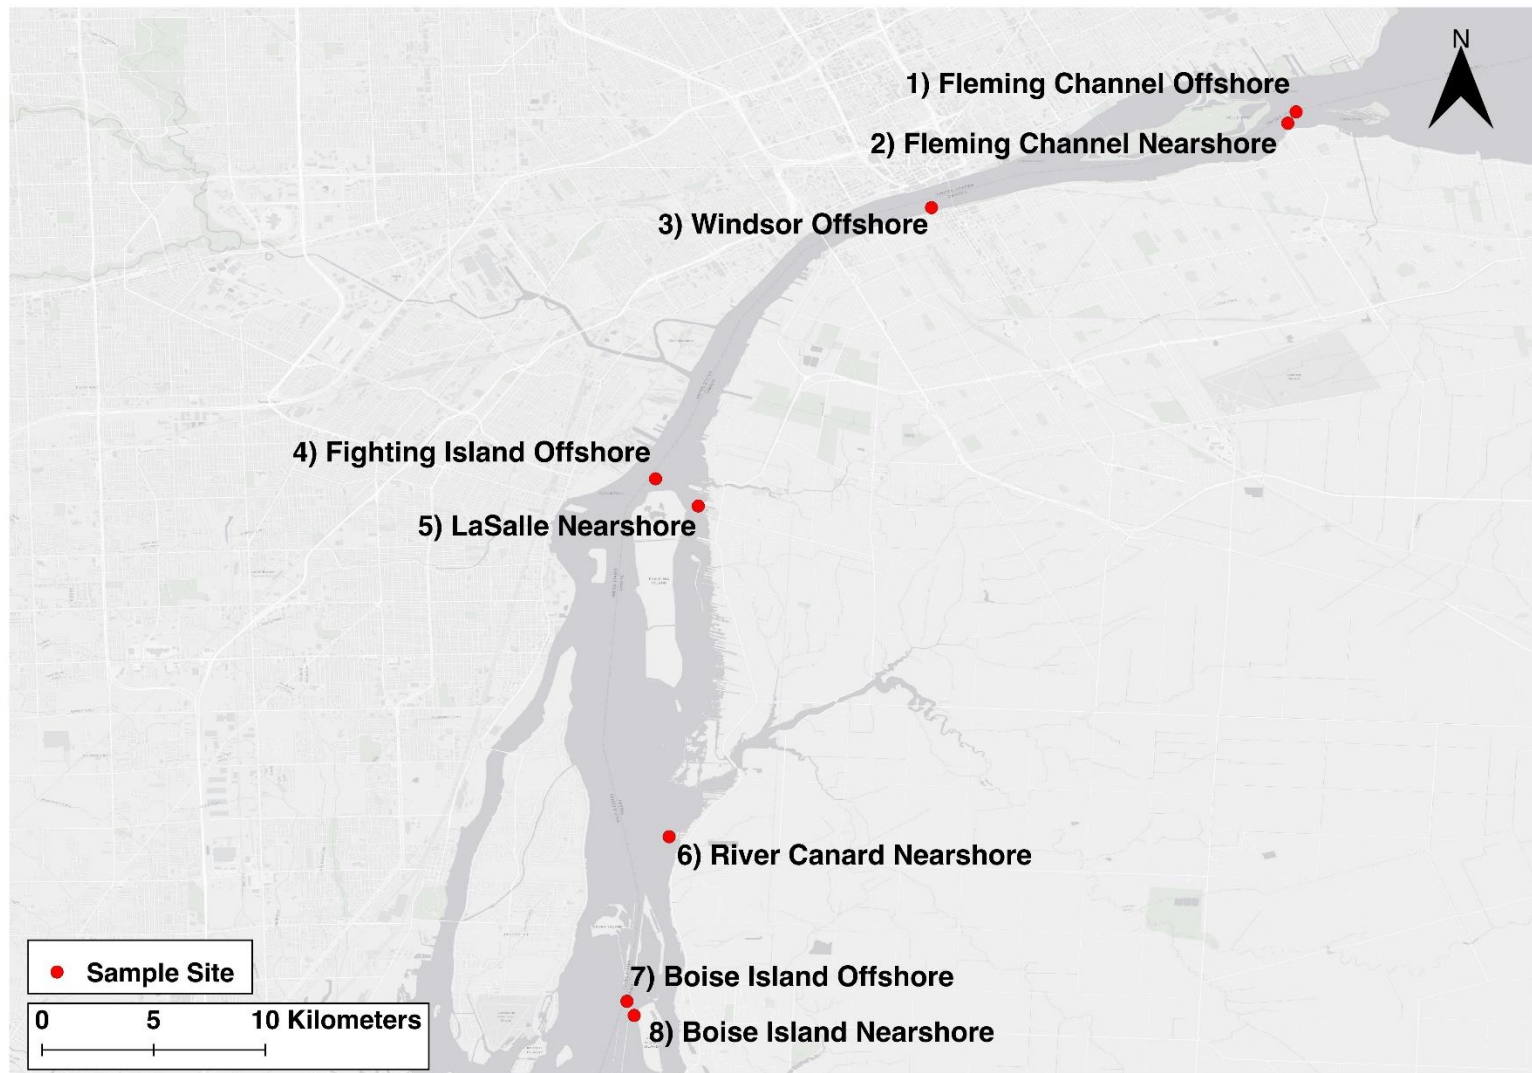 N
1) Fleming Channel Offshore
2) Fleming Channel Nearshore
3) Windsor Offshore
4) Fighting Island Offshore
5) LaSalle Nearshore
6) River Canard Nearshore
7) Boise Island Offshore
8) Boise Island Nearshore
Sample Site
0 5 10 Kilometers